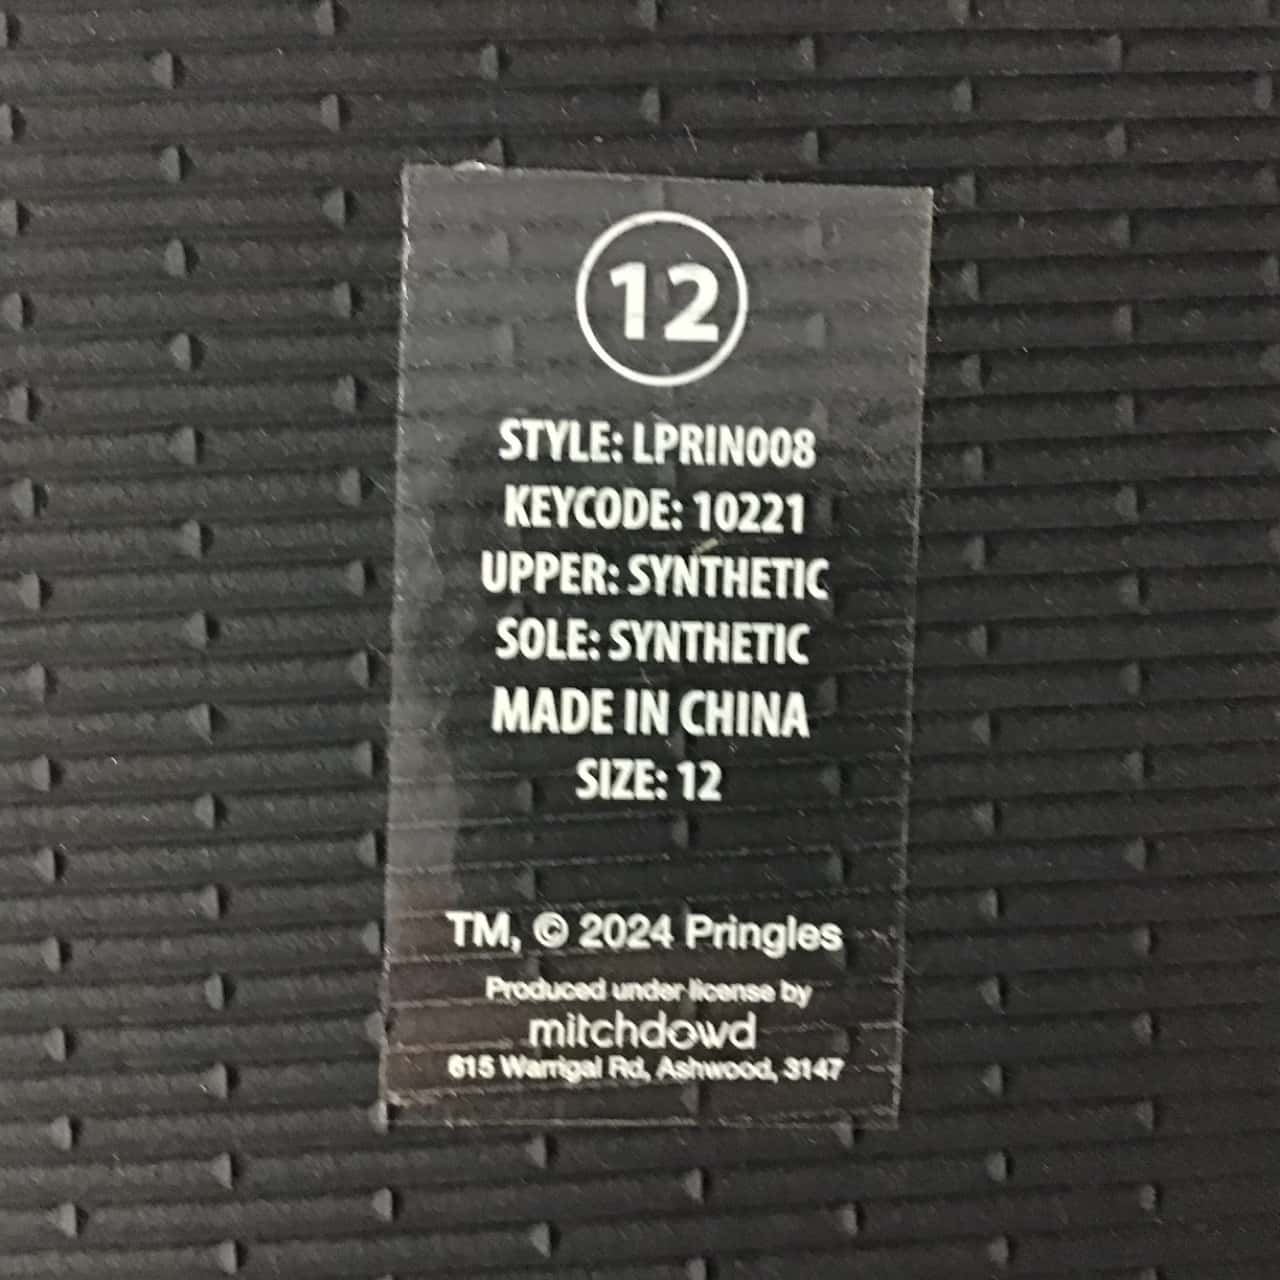 12
STYLE: LPRIN008
KEYCODE: 10221
UPPER: SYNTHETIC
SOLE: SYNTHETIC
MADE IN CHINA
SIZE: 12
TM, © 2024 Pringles
Produced under license by
mitchdowd
615 Warrigal Rd, Ashwood, 3147